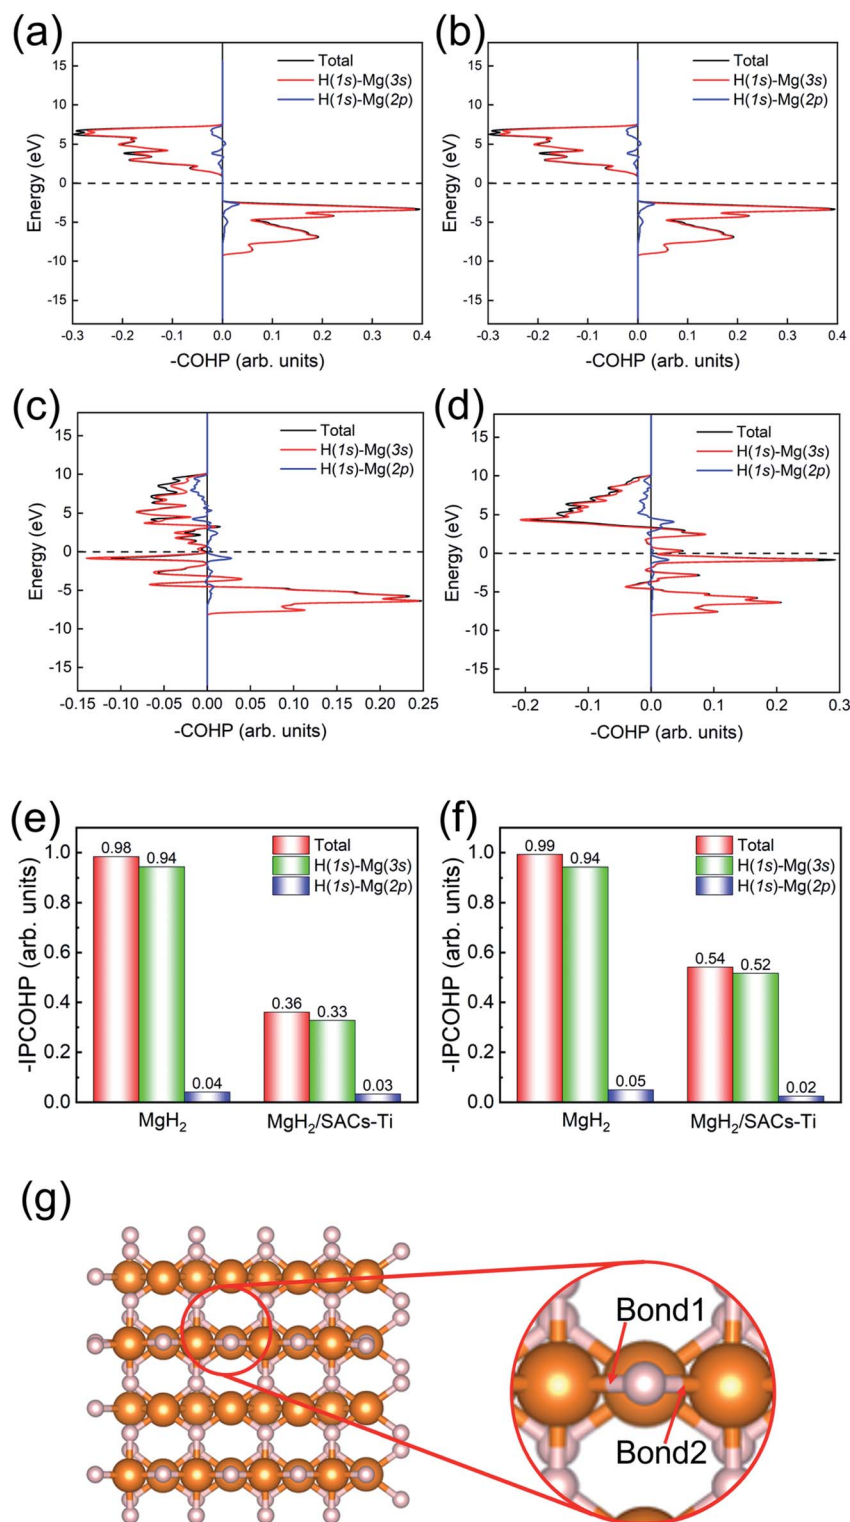 (a)
15
10
5
0
-5
-10
-15
Energy (eV)
Total
H(1s)-Mg(3s)
H(1s)-Mg(2p)
-0.3 -0.2 -0.1 0.0 0.1 0.2 0.3 0.4
-COHP (arb. units)
(b)
15
10
5
0
-5
-10
-15
Energy (eV)
Total
H(1s)-Mg(3s)
H(1s)-Mg(2p)
-0.3 -0.2 -0.1 0.0 0.1 0.2 0.3 0.4
-COHP (arb. units)
(c)
15
10
5
0
-5
-10
-15
Energy (eV)
Total
H(1s)-Mg(3s)
H(1s)-Mg(2p)
-0.15 -0.10 -0.05 0.00 0.05 0.10 0.15 0.20 0.25
-COHP (arb. units)
(d)
15
10
5
0
-5
-10
-15
Energy (eV)
Total
H(1s)-Mg(3s)
H(1s)-Mg(2p)
-0.2 -0.1 0.0 0.1 0.2 0.3
-COHP (arb. units)
(e)
1.0
0.8
0.6
0.4
0.2
0.0
-IPCOHP (arb. units)
Total
H(1s)-Mg(3s)
H(1s)-Mg(2p)
0.98
0.94
0.04
0.36
0.33
0.03
MgH₂ MgH₂/SACs-Ti
(f)
1.0
0.8
0.6
0.4
0.2
0.0
-IPCOHP (arb. units)
Total
H(1s)-Mg(3s)
H(1s)-Mg(2p)
0.99
0.94
0.05
0.54
0.52
0.02
MgH₂ MgH₂/SACs-Ti
(g)
Bond1
Bond2